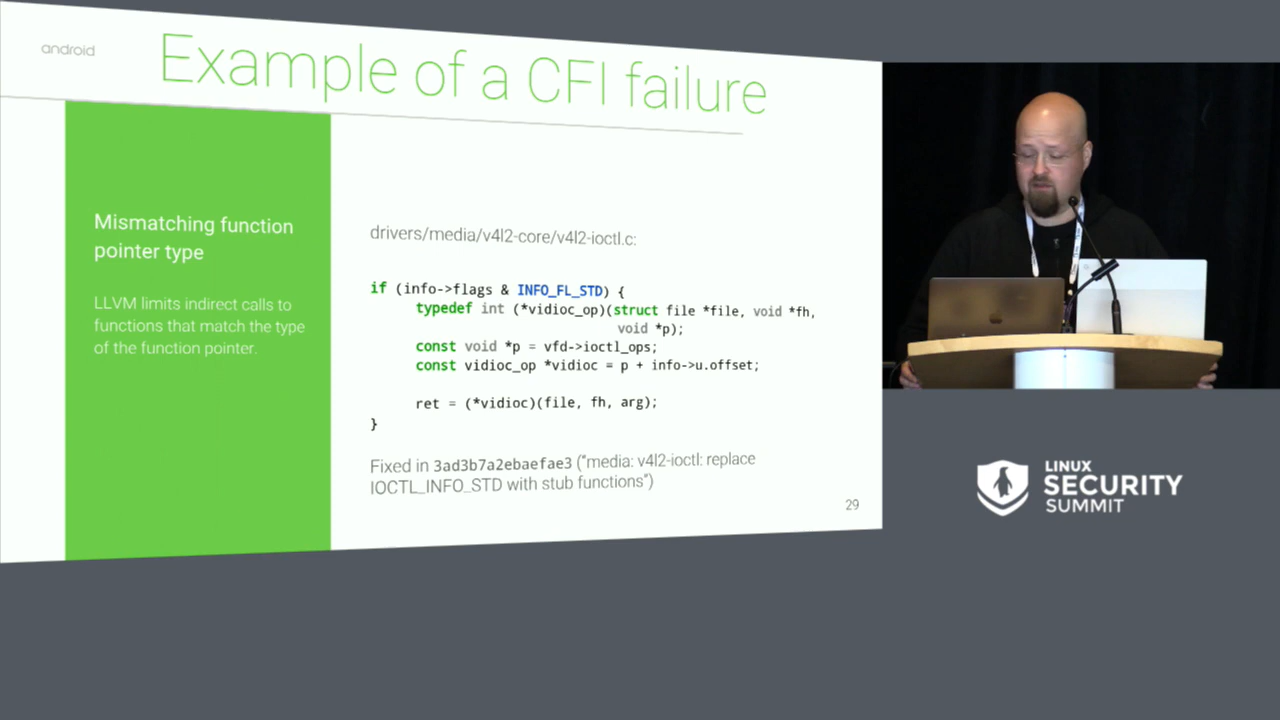 android
Example of a CFI failure
Mismatching function
pointer type
LLVM limits indirect calls to
functions that match the type
of the function pointer.
drivers/media/v4l2-core/v4l2-ioctl.c:
if (info->flags & INFO_FL_STD) {
typedef int (*vidioc_op)(struct file *file, void *fh,
void *p);
const void *p = vfd->ioctl_ops;
const vidioc_op *vidioc = p + info->u.offset;
ret = (*vidioc)(file, fh, arg);
}
Fixed in 3ad3b7a2ebaefae3 ("media: v4l2-ioctl: replace
IOCTL_INFO_STD with stub functions")
29
LINUX
SECURITY
SUMMIT